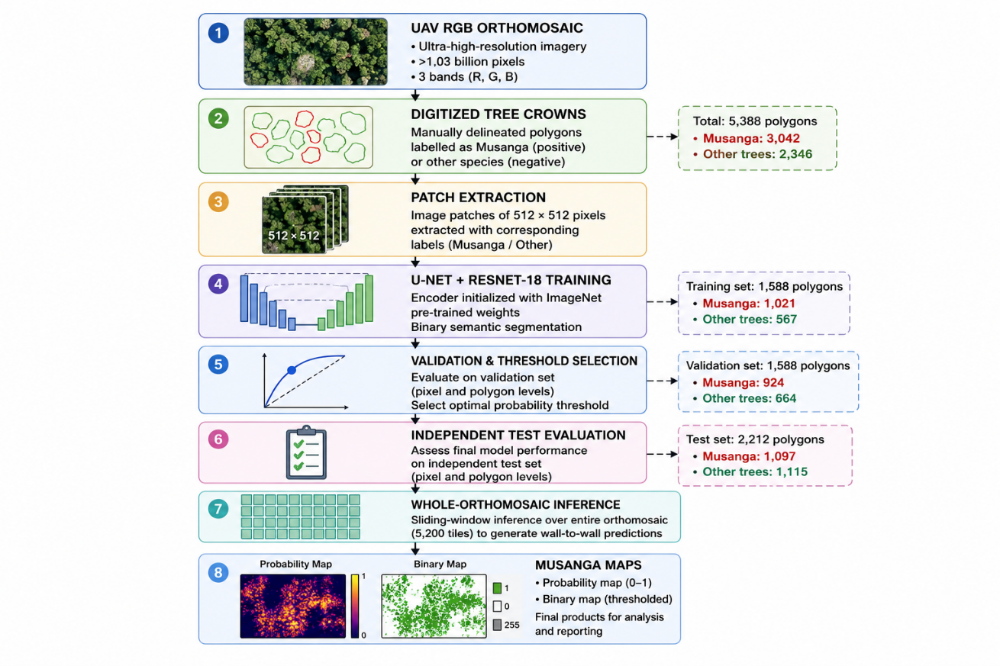 1
UAV RGB ORTHOMOSAIC
• Ultra-high-resolution imagery
• >1,03 billion pixels
• 3 bands (R, G, B)
2
DIGITIZED TREE CROWNS
Manually delineated polygons
labelled as Musanga (positive)
or other species (negative)
Total: 5,388 polygons
• Musanga: 3,042
• Other trees: 2,346
3
512 × 512
PATCH EXTRACTION
Image patches of 512 × 512 pixels
extracted with corresponding
labels (Musanga / Other)
4
U-NET + RESNET-18 TRAINING
Encoder initialized with ImageNet
pre-trained weights
Binary semantic segmentation
Training set: 1,588 polygons
• Musanga: 1,021
• Other trees: 567
5
VALIDATION & THRESHOLD SELECTION
Evaluate on validation set
(pixel and polygon levels)
Select optimal probability threshold
Validation set: 1,588 polygons
• Musanga: 924
• Other trees: 664
6
INDEPENDENT TEST EVALUATION
Assess final model performance
on independent test set
(pixel and polygon levels)
Test set: 2,212 polygons
• Musanga: 1,097
• Other trees: 1,115
7
WHOLE-ORTHOMOSAIC INFERENCE
Sliding-window inference over entire orthomosaic
(5,200 tiles) to generate wall-to-wall predictions
8
Probability Map
1
0
Binary Map
1
0
255
MUSANGA MAPS
• Probability map (0–1)
• Binary map (thresholded)
Final products for analysis
and reporting